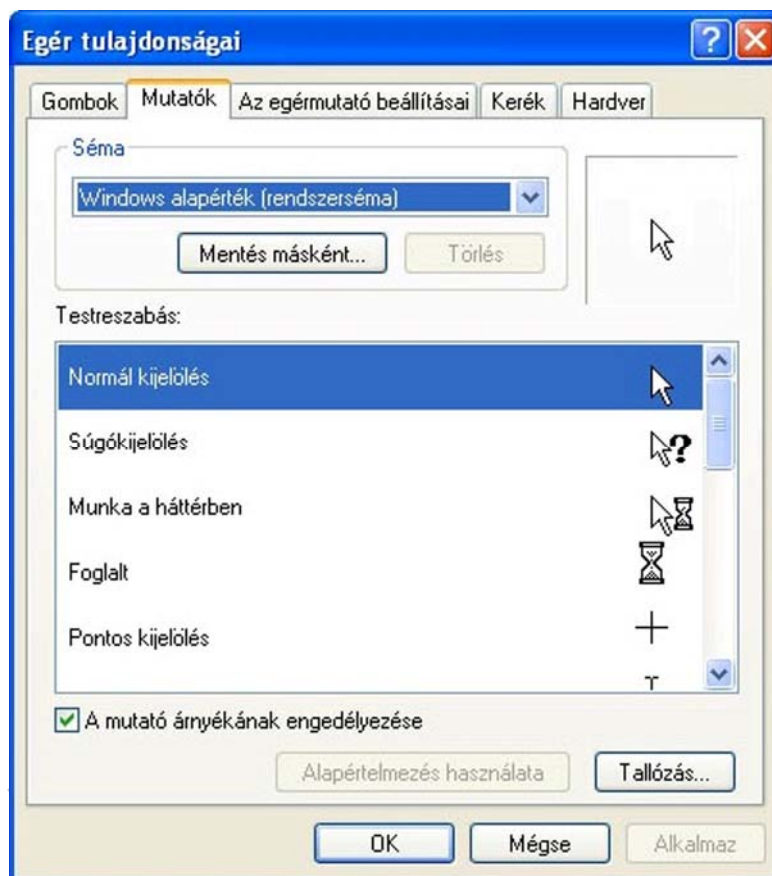 Egér tulajdonságai
Gombok Mutatók Az egérmutató beállításai Kerék Hardver
Séma
Windows alapérték (rendszerséma)
Mentés másként... Törlés
Testreszabás:
Normál kijelölés
Súgókijelölés
Munka a háttérben
Foglalt
Pontos kijelölés
A mutató árnyékának engedélyezése
Alapértelmezés használata Tallózás...
OK Mégse Alkalmaz